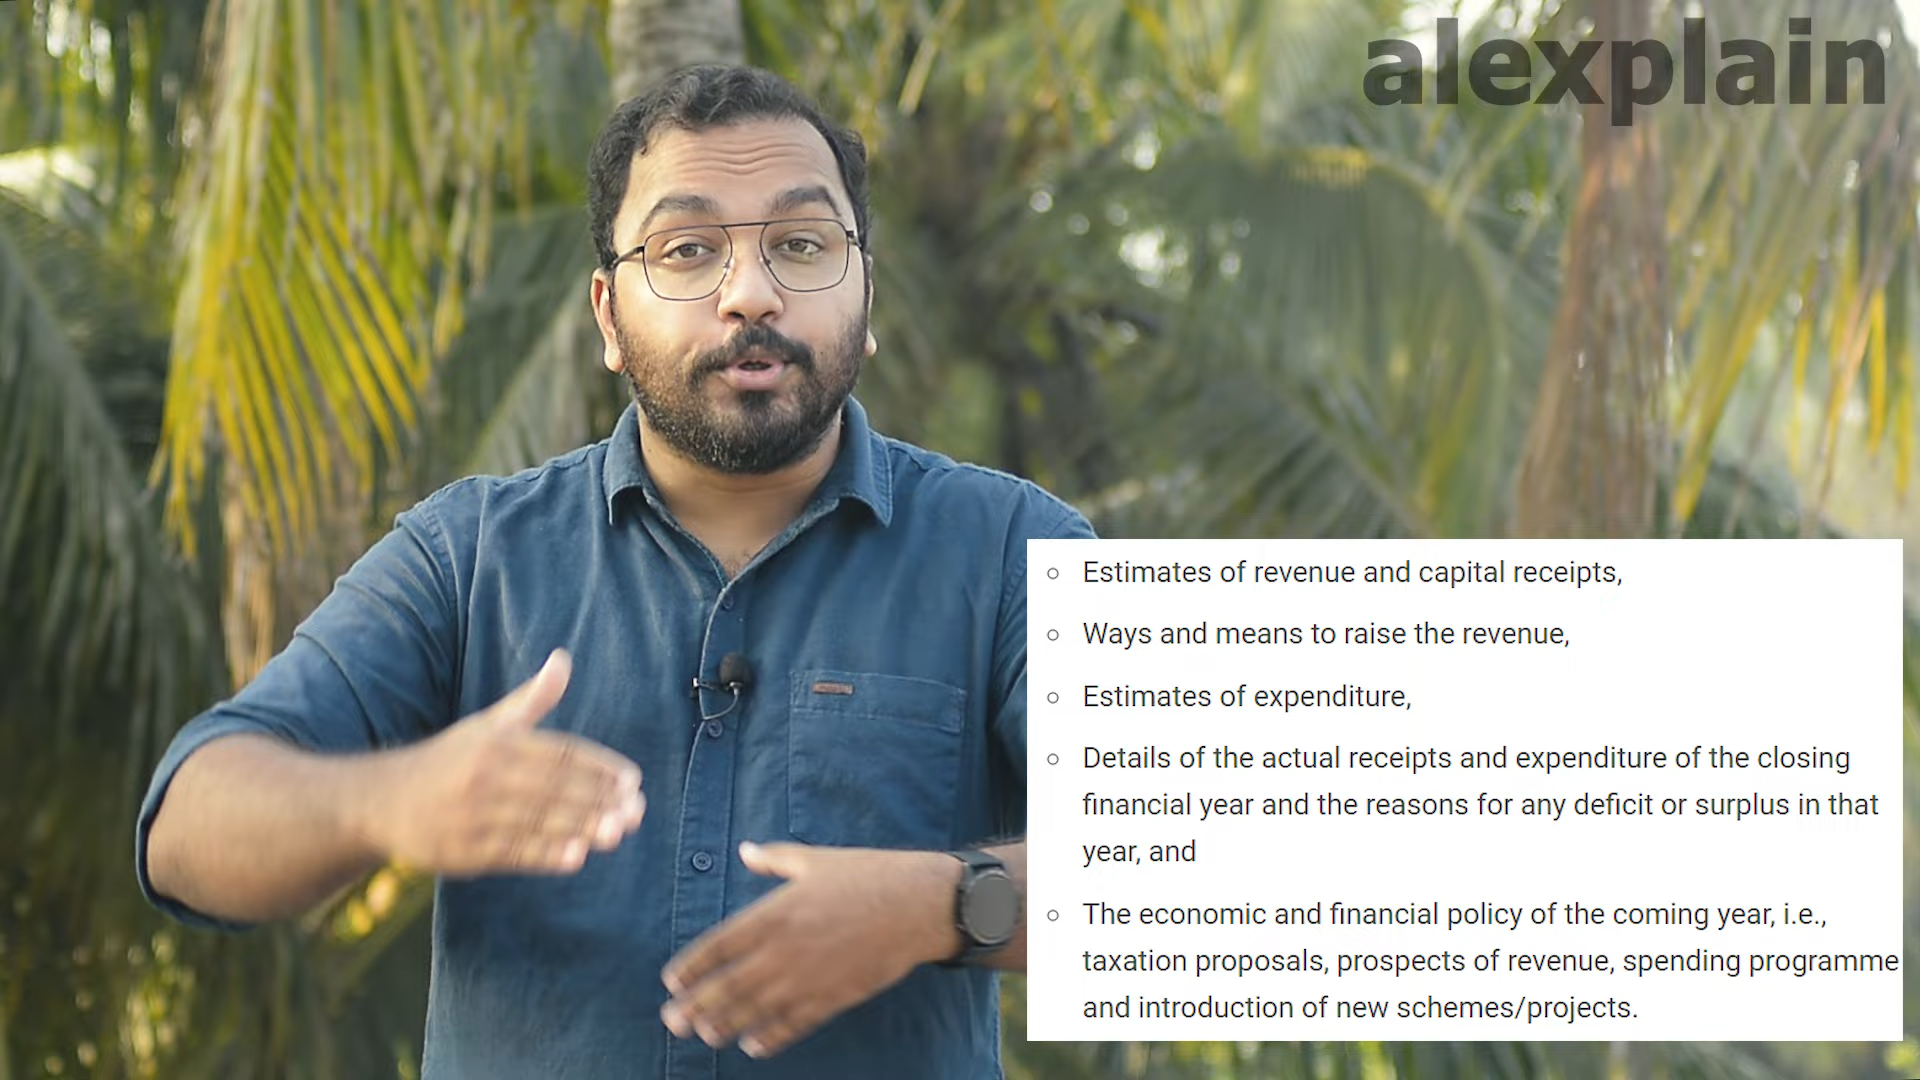 alexplain
Estimates of revenue and capital receipts,
Ways and means to raise the revenue,
Estimates of expenditure,
Details of the actual receipts and expenditure of the closing
financial year and the reasons for any deficit or surplus in that
year, and
The economic and financial policy of the coming year, i.e.,
taxation proposals, prospects of revenue, spending programme
and introduction of new schemes/projects.